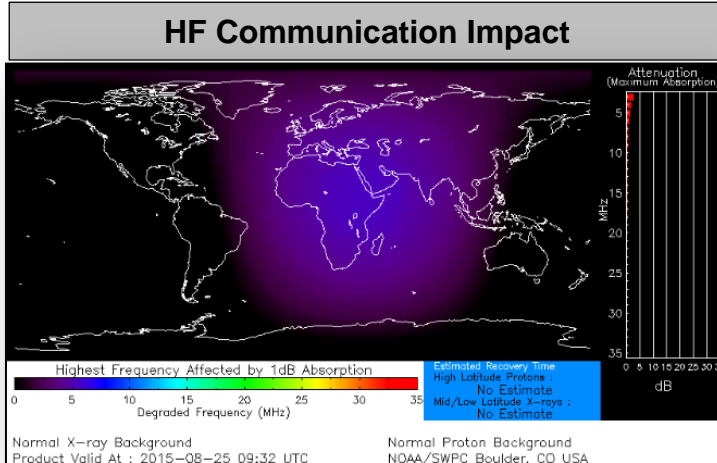 HF Communication Impact
Attenuation
(Maximum Absorption)
5
10
15
20
25
30
35
MHz
0 5 10 15 20 25 30 35
dB
Highest Frequency Affected by 1dB Absorption
0 5 10 15 20 25 30 35
Degraded Frequency (MHz)
Estimated Recovery Time
High Latitude Protons :
No Estimate
Mid/Low Latitude X-rays :
No Estimate
Normal X-ray Background
Product Valid At : 2015-08-25 09:32 UTC
Normal Proton Background
NOAA/SWPC Boulder, CO USA